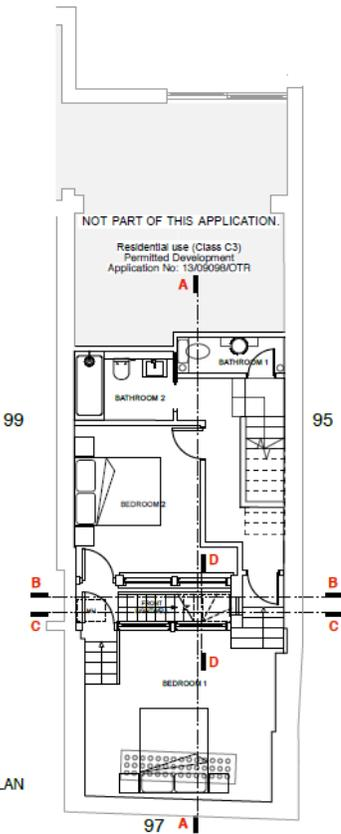 NOT PART OF THIS APPLICATION.
Residential use (Class C3)
Permitted Development
Application No: 13/09098/OTR
A
BATHROOM 1
BATHROOM 2
99
95
BEDROOM 2
D
B
B
FRONT
C
C
D
BEDROOM 1
LAN
97
A